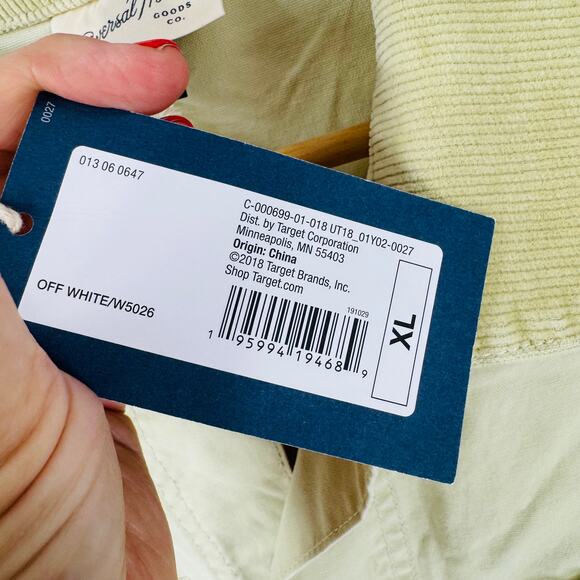 GOODS
CO.
0027
013 06 0647
C-000699-01-018 UT18_01Y02-0027
Dist. by Target Corporation
Minneapolis, MN 55403
Origin: China
©2018 Target Brands, Inc.
Shop Target.com
OFF WHITE/W5026
191029
1 95994 19468 9
XL